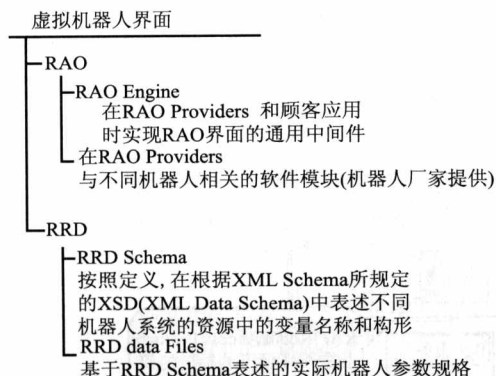 虚拟机器人界面
RAO
RAO Engine
在RAO Providers 和顾客应用
时实现RAO界面的通用中间件
在RAO Providers
与不同机器人相关的软件模块(机器人厂家提供)
RRD
RRD Schema
按照定义, 在根据XML Schema所规定
的XSD(XML Data Schema)中表述不同
机器人系统的资源中的变量名称和构形
RRD data Files
基于RRD Schema表述的实际机器人参数规格